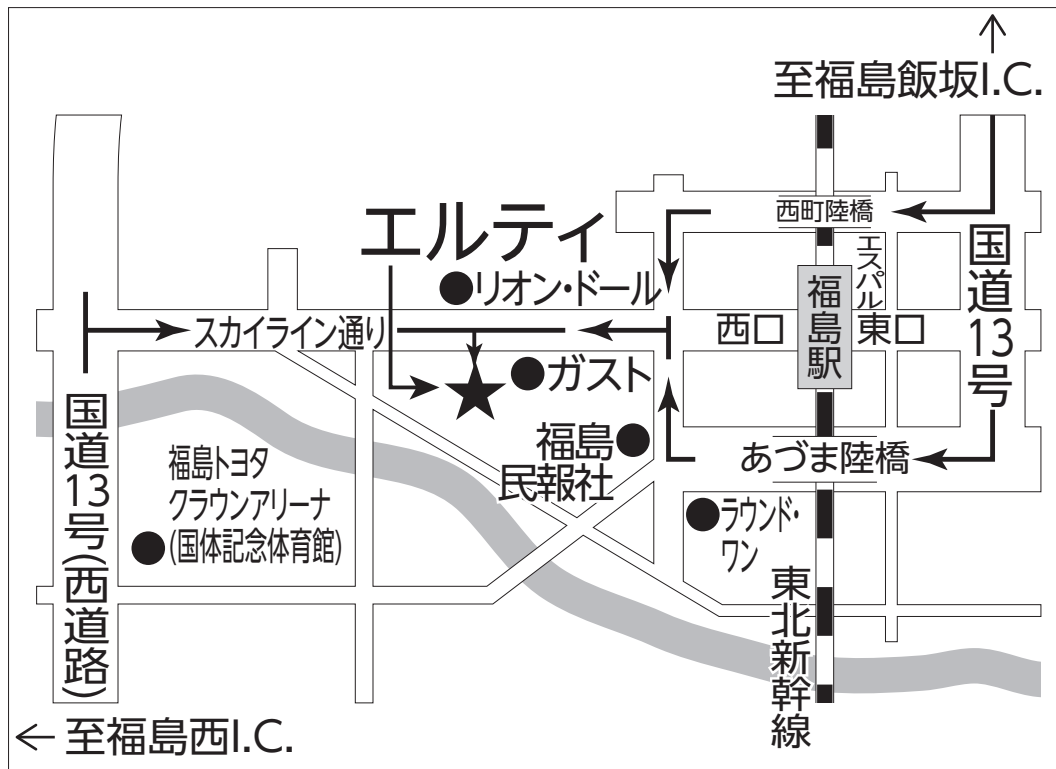 至福島飯坂I.C.
西町陸橋
エルティ
エスパル
国道13号
リオン・ドール
福島駅
スカイライン通り
西口
東口
ガスト
国道13号(西道路)
福島
民報社
あづま陸橋
福島トヨタ
クラウンアリーナ
(国体記念体育館)
ラウンド・
ワン
東北新幹線
至福島西I.C.